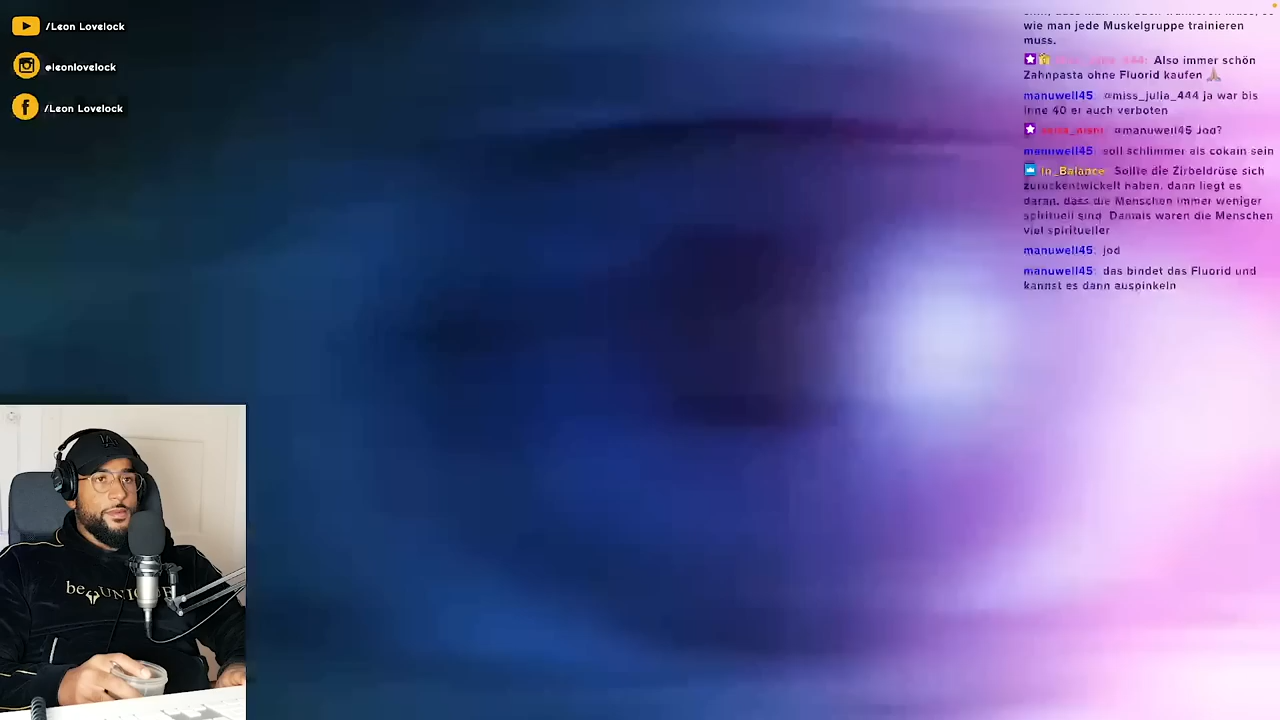 /Leon Lovelock
@leonlovelock
/Leon Lovelock
wie man jede Muskelgruppe trainieren
muss.
Also immer schön
Zahnpasta ohne Fluorid kaufen
manuwell45: @miss_julia_444 ja war bis
irne 40 er auch verboten
@manuwell45 Jod?
manuwell45: soll schlimmer als cokain sein
In_Balance: Sollte die Zirbeldrüse sich
zurückentwickelt haben, dann liegt es
daran, dass die Menschen immer weniger
spirituell sind. Damals waren die Menschen
viel spiritueller
manuwell45: jod
manuwell45: das bindet das Fluorid und
kannst es dann auspinkeln
be UNIQUE